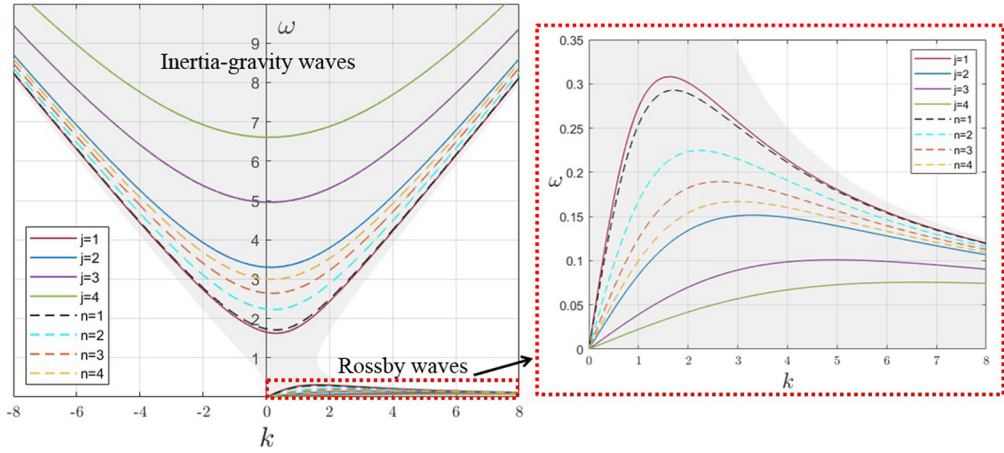 ω
9
Inertia-gravity waves
8
7
6
5
4
3
2
1
j=1
j=2
j=3
j=4
n=1
n=2
n=3
n=4
Rossby waves
-8 -6 -4 -2 0 2 4 6 8
k
0.35
0.3
0.25
0.2
ω
0.15
0.1
0.05
0
j=1
j=2
j=3
j=4
n=1
n=2
n=3
n=4
0 1 2 3 4 5 6 7 8
k